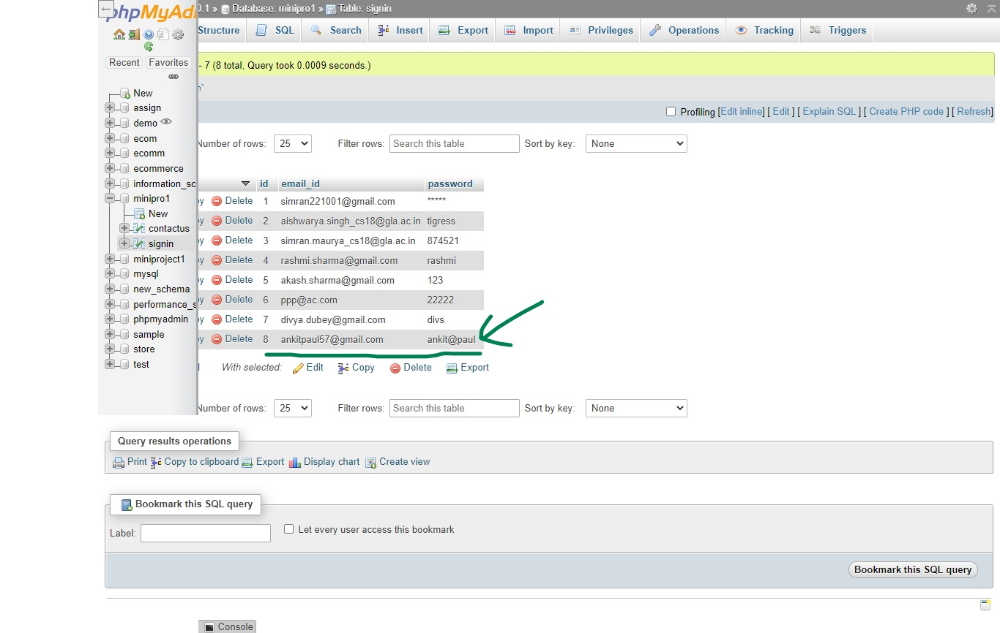 phpMyAd
0.1 » Database: minipro1 » Table: signin
Structure SQL Search Insert Export Import Privileges Operations Tracking Triggers
Recent Favorites
New
assign
demo
ecom
ecomm
ecommerce
information_sc
minipro1
New
contactus
signin
miniproject1
mysql
new_schema
performance_s
phpmyadmin
sample
store
test
- 7 (8 total, Query took 0.0009 seconds.)
n`
Profiling [Edit inline] [ Edit ] [ Explain SQL ] [ Create PHP code ] [ Refresh]
Number of rows: 25 Filter rows: Search this table Sort by key: None
id email_id password
py Delete 1 simran221001@gmail.com *****
py Delete 2 aishwarya.singh_cs18@gla.ac.in tigress
py Delete 3 simran.maurya_cs18@gla.ac.in 874521
py Delete 4 rashmi.sharma@gmail.com rashmi
py Delete 5 akash.sharma@gmail.com 123
py Delete 6 ppp@ac.com 22222
py Delete 7 divya.dubey@gmail.com divs
py Delete 8 ankitpaul57@gmail.com ankit@paul
With selected: Edit Copy Delete Export
Number of rows: 25 Filter rows: Search this table Sort by key: None
Query results operations
Print Copy to clipboard Export Display chart Create view
Bookmark this SQL query
Label: Let every user access this bookmark
Bookmark this SQL query
Console